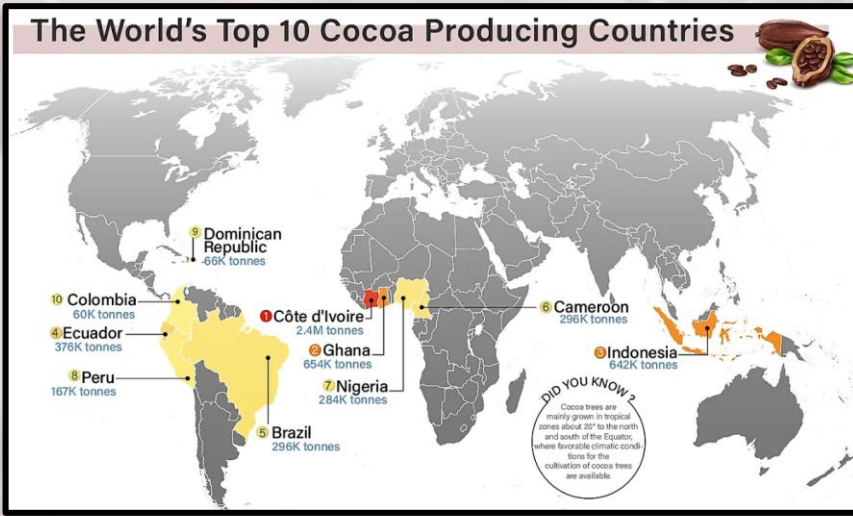 The World's Top 10 Cocoa Producing Countries
9 Dominican
Republic
66K tonnes
10 Colombia
60K tonnes
4 Ecuador
376K tonnes
8 Peru
167K tonnes
5 Brazil
296K tonnes
1 Côte d'Ivoire
2.4M tonnes
2 Ghana
654K tonnes
7 Nigeria
284K tonnes
6 Cameroon
296K tonnes
3 Indonesia
642K tonnes
DID YOU KNOW?
Cocoa trees are
mainly grown in tropical
zones about 20° to the north
and south of the Equator,
where favorable climatic condi-
tions for the
cultivation of cocoa trees
are available.